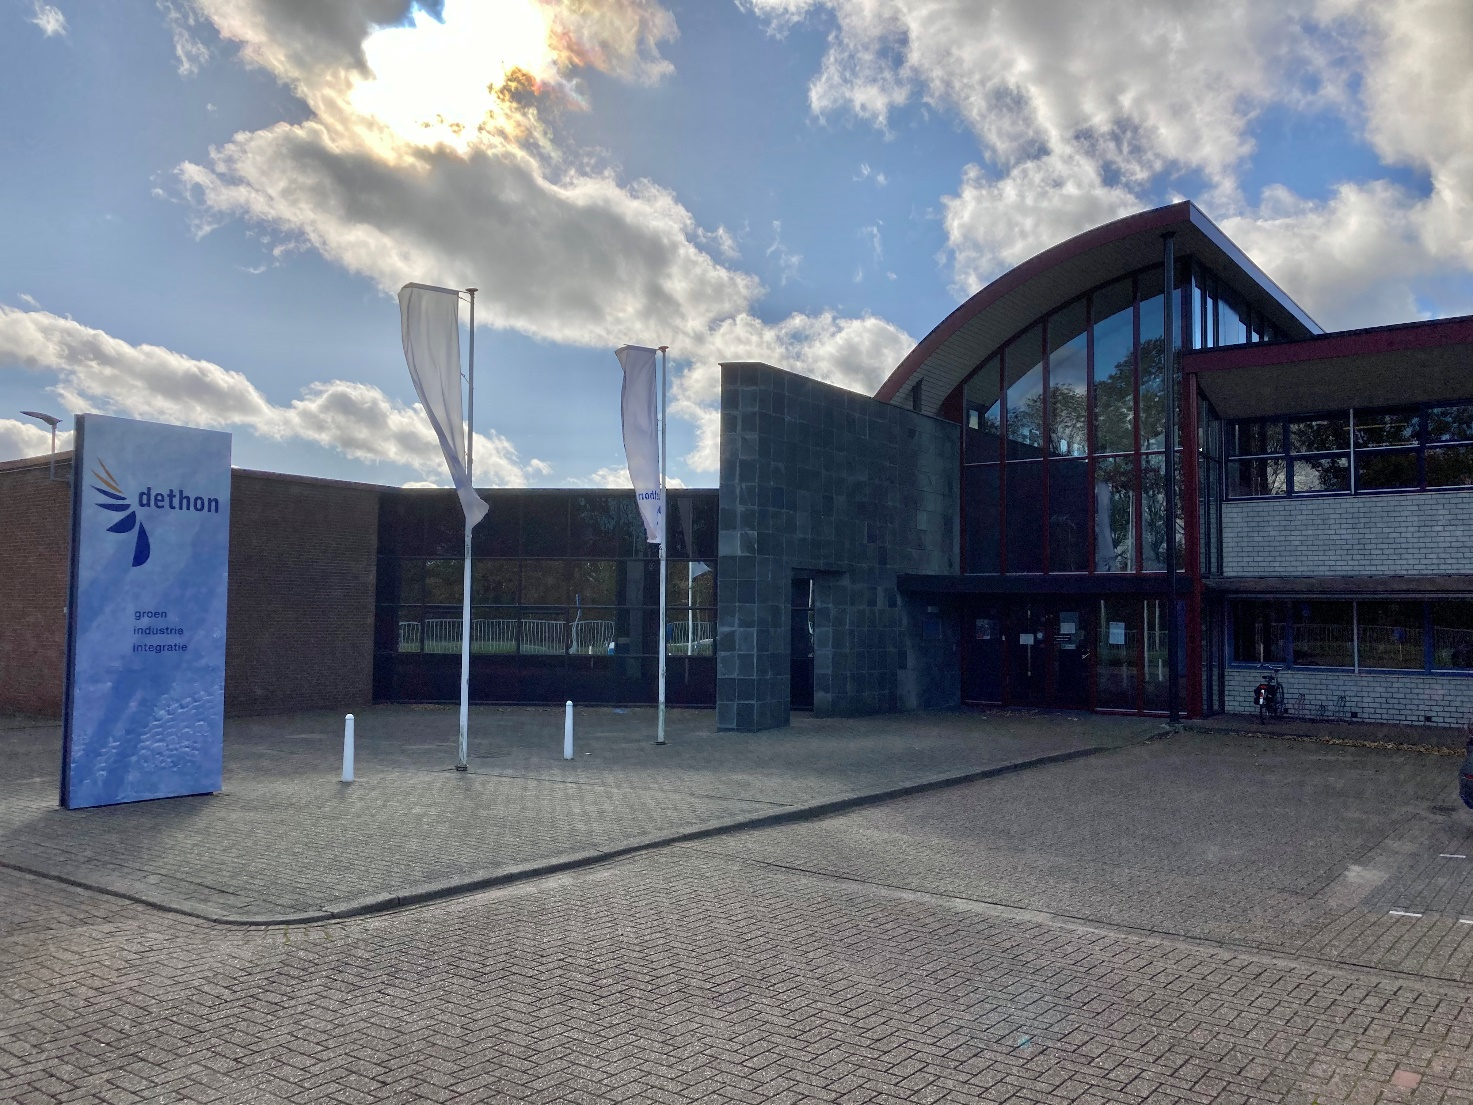 dethon
groen
industrie
integratie